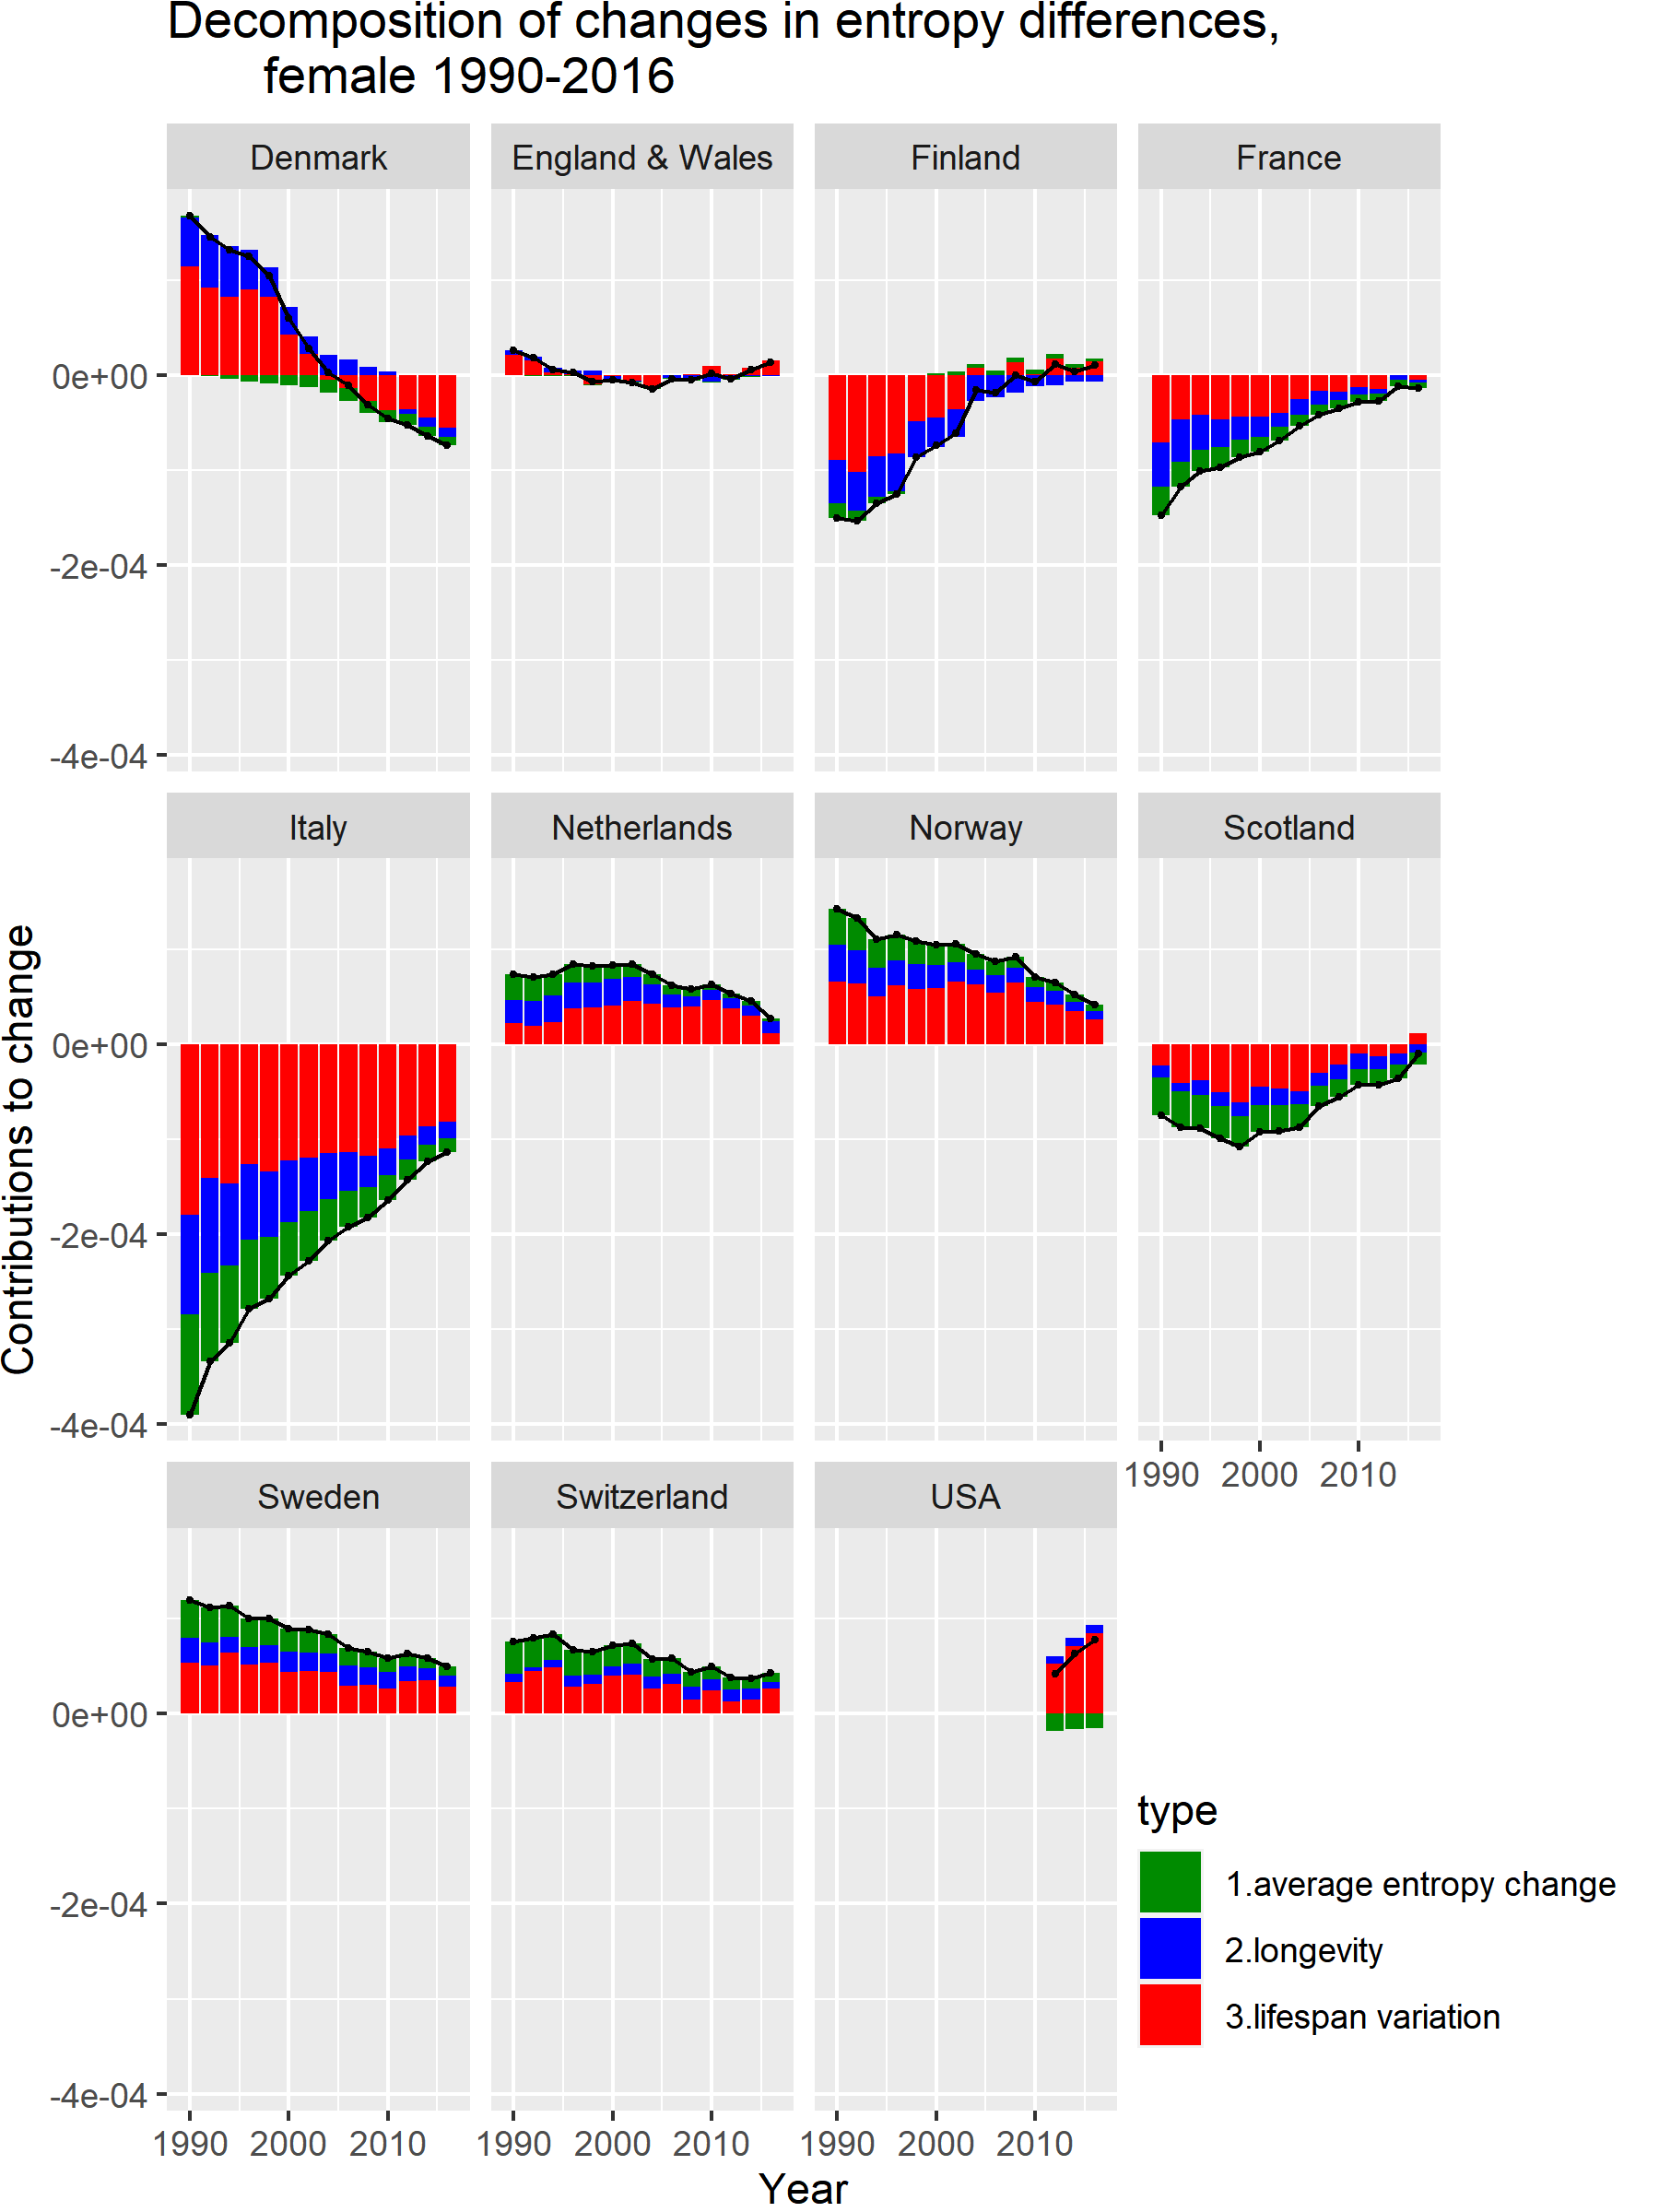 Decomposition of changes in entropy differences,
female 1990-2016
Denmark
England & Wales
Finland
France
0e+00
-2e-04
-4e-04
Italy
Netherlands
Norway
Scotland
Contributions to change
0e+00
-2e-04
-4e-04
1990 2000 2010
Sweden
Switzerland
USA
0e+00
-2e-04
-4e-04
1990 2000 2010
1990 2000 2010
1990 2000 2010
Year
type
1.average entropy change
2.longevity
3.lifespan variation